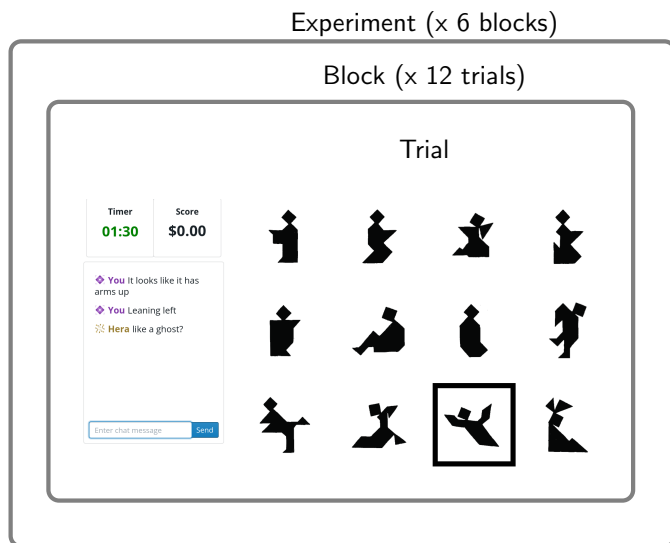 Experiment (x 6 blocks)
Block (x 12 trials)
Trial
Timer
Score
01:30
$0.00
You It looks like it has
arms up
You Leaning left
Hera like a ghost?
Enter chat message
Send